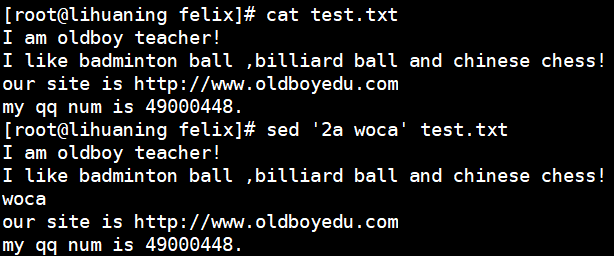 [root@lihuaning felix]# cat test.txt
I am oldboy teacher!
I like badminton ball ,billiard ball and chinese chess!
our site is http://www.oldboyedu.com
my qq num is 49000448.
[root@lihuaning felix]# sed '2a woca' test.txt
I am oldboy teacher!
I like badminton ball ,billiard ball and chinese chess!
woca
our site is http://www.oldboyedu.com
my qq num is 49000448.